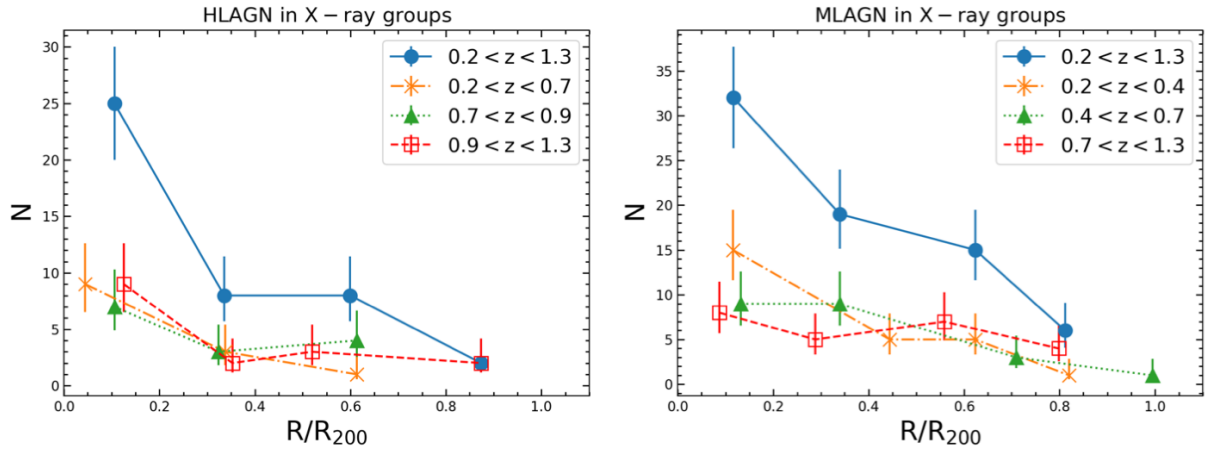 HLAGN in X − ray groups
0.2 < z < 1.3
0.2 < z < 0.7
0.7 < z < 0.9
0.9 < z < 1.3
N
30
25
20
15
10
5
0
0.0 0.2 0.4 0.6 0.8 1.0
R/R200
MLAGN in X − ray groups
0.2 < z < 1.3
0.2 < z < 0.4
0.4 < z < 0.7
0.7 < z < 1.3
N
35
30
25
20
15
10
5
0
0.0 0.2 0.4 0.6 0.8 1.0
R/R200